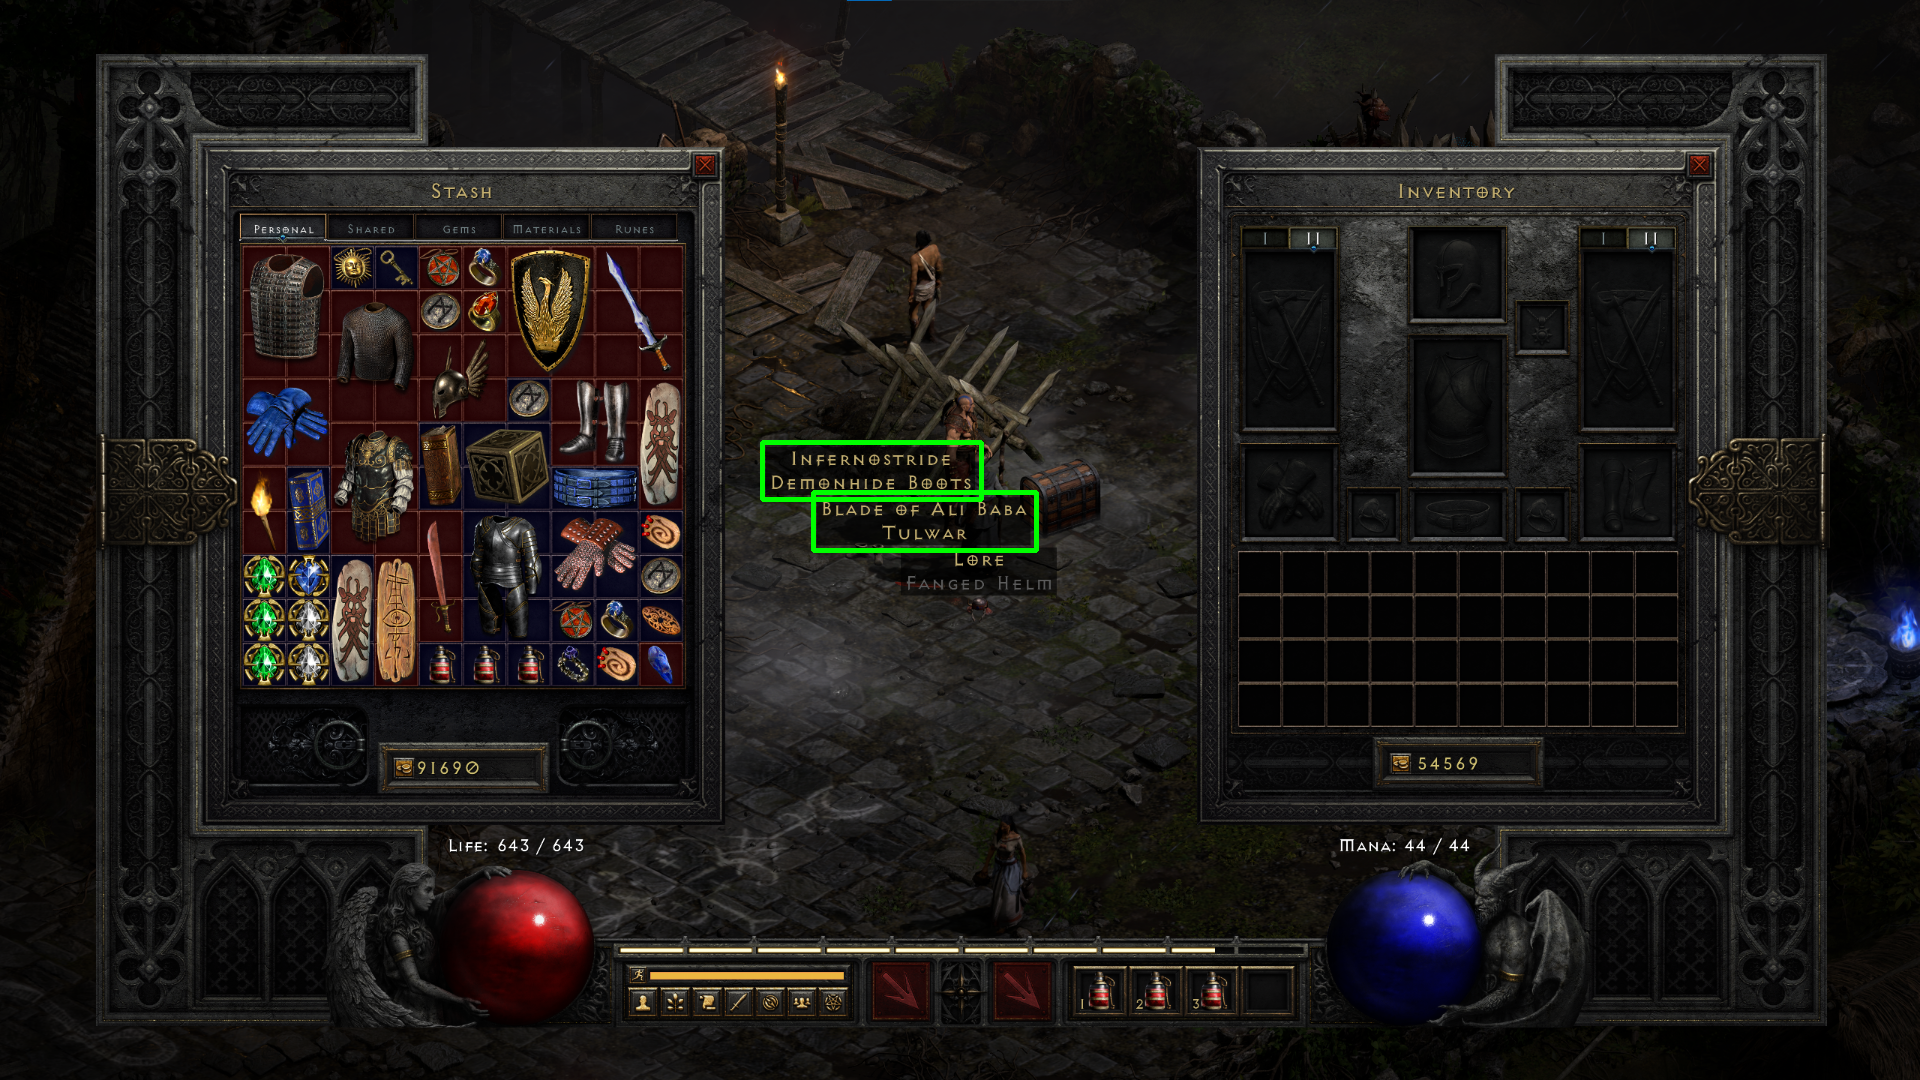 Stash
Personal
Shared
Gems
Materials
Runes
91690
Infernostride
Demonhide Boots
Blade of Ali Baba
Tulwar
Lore
Fanged Helm
Inventory
I
II
I
II
54569
Life: 643 / 643
Mana: 44 / 44
1
2
3